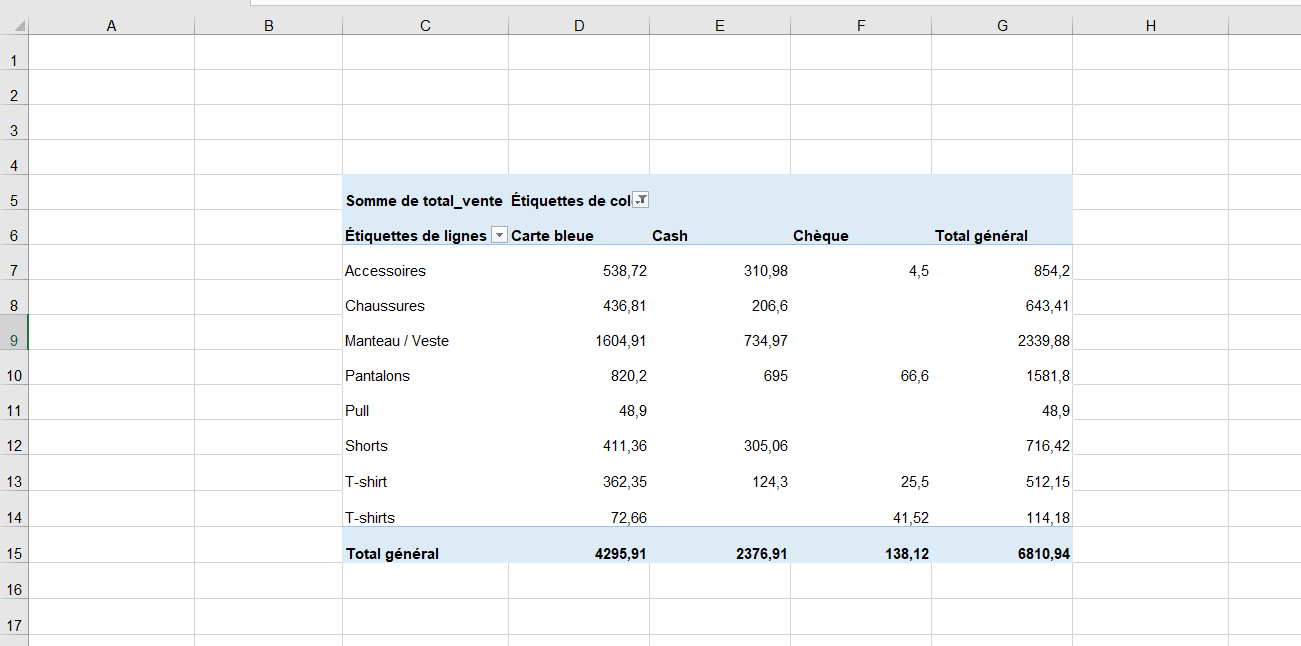 A B C D E F G H
1
2
3
4
5 Somme de total_vente Étiquettes de col
6 Étiquettes de lignes Carte bleue Cash Chèque Total général
7 Accessoires 538,72 310,98 4,5 854,2
8 Chaussures 436,81 206,6 643,41
9 Manteau / Veste 1604,91 734,97 2339,88
10 Pantalons 820,2 695 66,6 1581,8
11 Pull 48,9 48,9
12 Shorts 411,36 305,06 716,42
13 T-shirt 362,35 124,3 25,5 512,15
14 T-shirts 72,66 41,52 114,18
15 Total général 4295,91 2376,91 138,12 6810,94
16
17